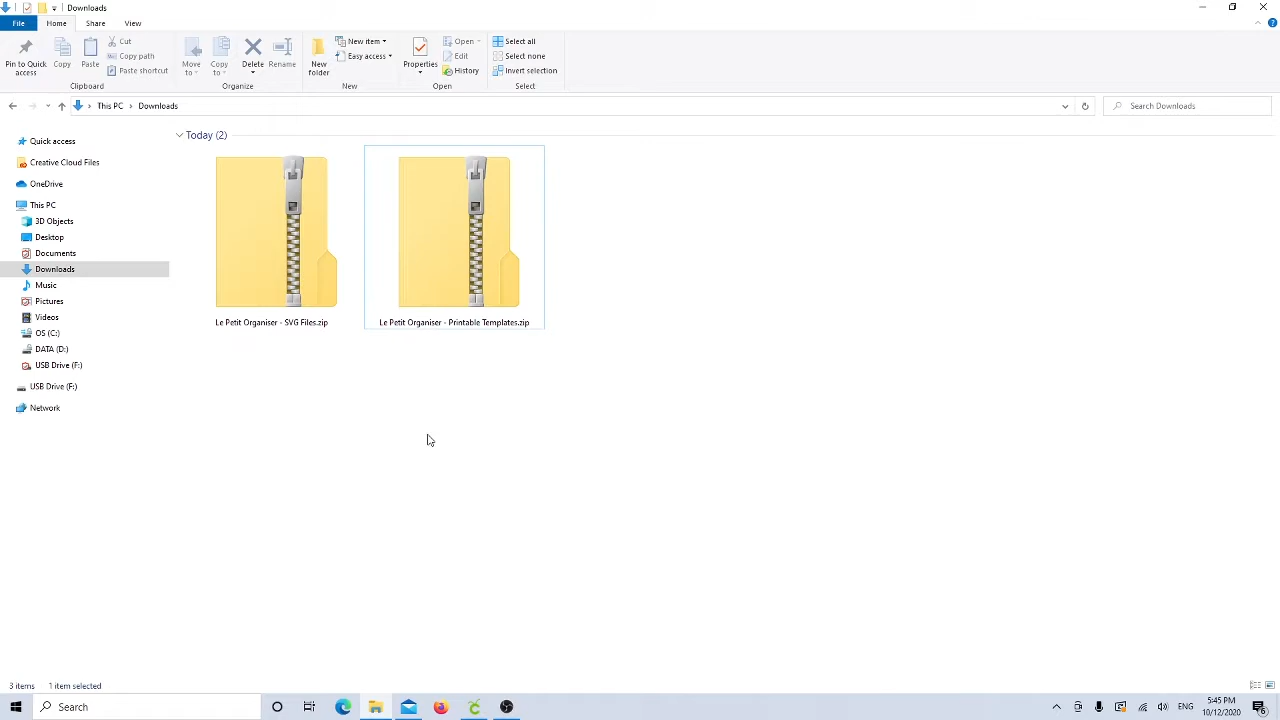 Downloads
File Home Share View
Pin to Quick access
Copy
Paste
Cut
Copy path
Paste shortcut
Clipboard
Move to
Copy to
Delete
Rename
Organize
New folder
New item
Easy access
New
Properties
Open
Edit
History
Open
Select all
Select none
Invert selection
Select
This PC > Downloads
Search Downloads
Quick access
Creative Cloud Files
OneDrive
This PC
3D Objects
Desktop
Documents
Downloads
Music
Pictures
Videos
OS (C:)
DATA (D:)
USB Drive (F:)
USB Drive (F:)
Network
Today (2)
Le Petit Organiser - SVG Files.zip
Le Petit Organiser - Printable Templates.zip
3 items 1 item selected
Search
ENG
5:45 PM
10/12/2020